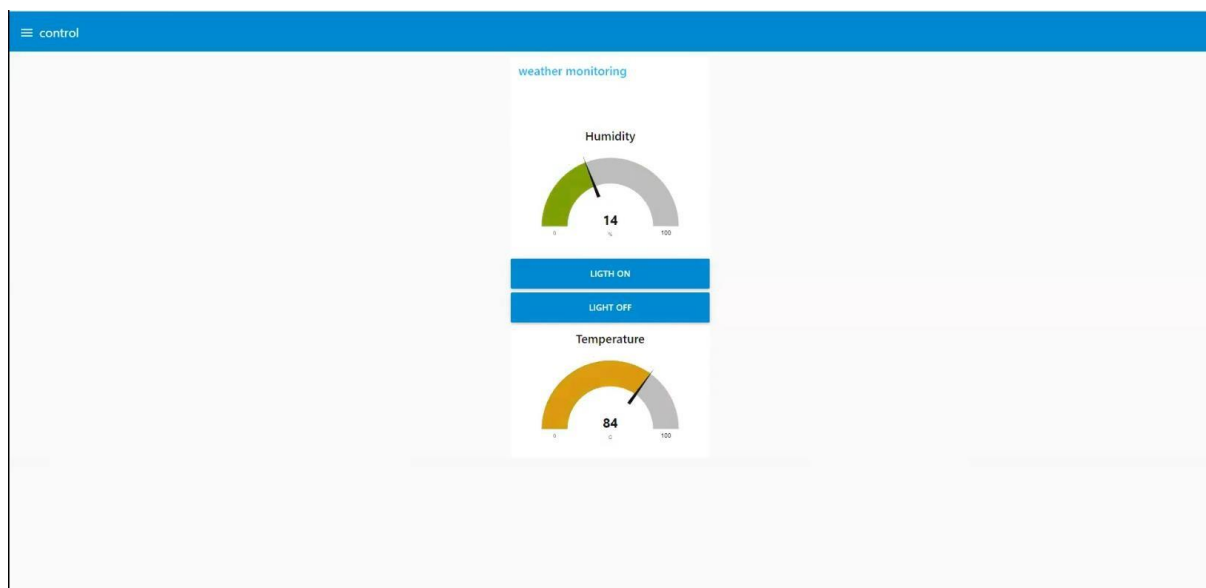 ≡ control
weather monitoring
Humidity
14
0 % 100
LIGTH ON
LIGHT OFF
Temperature
84
0 C 100